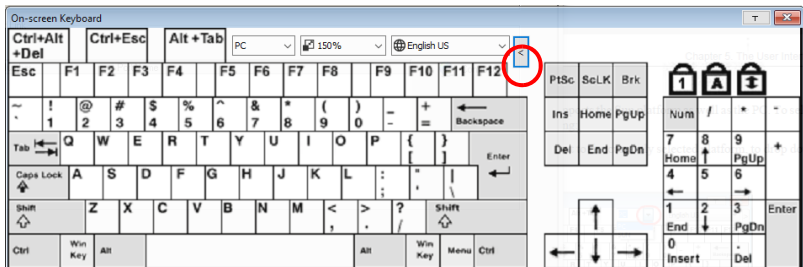 On-screen Keyboard
Ctrl+Alt +Del Ctrl+Esc Alt +Tab PC 150% English US <
Esc F1 F2 F3 F4 F5 F6 F7 F8 F9 F10 F11 F12 PtSc ScLK Brk 1 A
~ ! @ # $ % ^ & * ( ) _ + Backspace
` 1 2 3 4 5 6 7 8 9 0 - = Ins Home PgUp Num / * -
Tab Q W E R T Y U I O P { } Enter Del End PgDn 7 8 9 +
[ ] Home PgUp
Caps Lock A S D F G H J K L : " | 4 5 6
; ' \
Shift Z X C V B N M < > ? Shift 1 2 3 Enter
, . / End PgDn
Ctrl Win Key Alt Alt Win Key Menu Ctrl 0 .
Insert Del